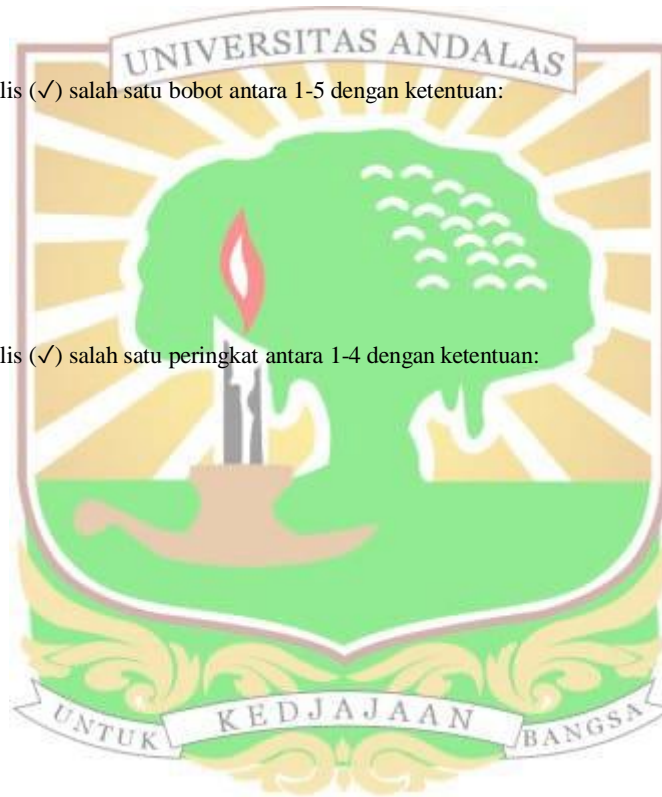 UNIVERSITAS ANDALAS
lis (✓) salah satu bobot antara 1-5 dengan ketentuan:
lis (✓) salah satu peringkat antara 1-4 dengan ketentuan:
UNTUK KEDJAJAAN BANGSA